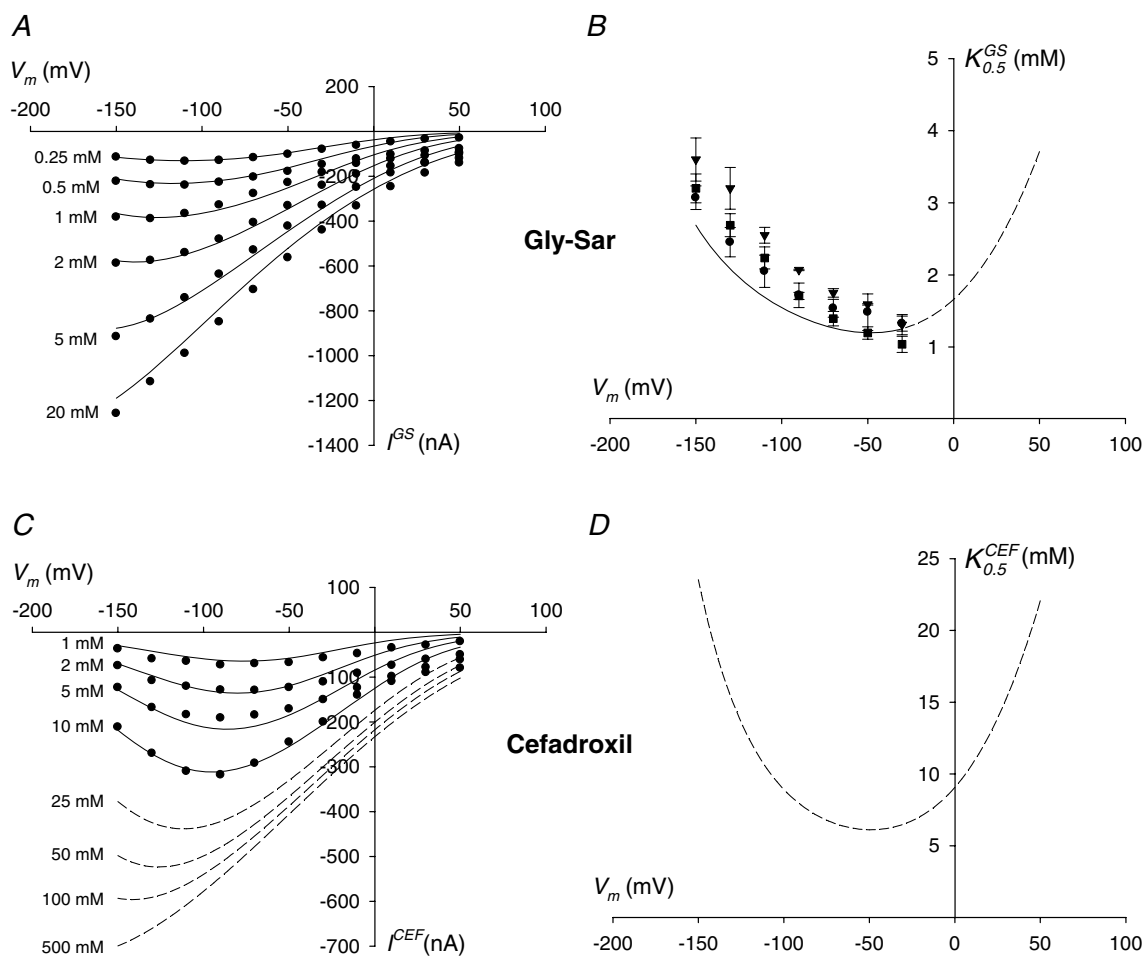 A
V_m (mV)
-200 -150 -100 -50 0 50 100
200
-200
-400
-600
-800
-1000
-1200
-1400
0.25 mM
0.5 mM
1 mM
2 mM
5 mM
20 mM
I^GS (nA)
Gly-Sar
B
K_0.5^GS (mM)
5
4
3
2
1
V_m (mV)
-200 -150 -100 -50 0 50 100
C
V_m (mV)
-200 -150 -100 -50 0 50 100
100
-100
-200
-300
-400
-500
-600
-700
1 mM
2 mM
5 mM
10 mM
25 mM
50 mM
100 mM
500 mM
I^CEF (nA)
Cefadroxil
D
K_0.5^CEF (mM)
25
20
15
10
5
V_m (mV)
-200 -150 -100 -50 0 50 100